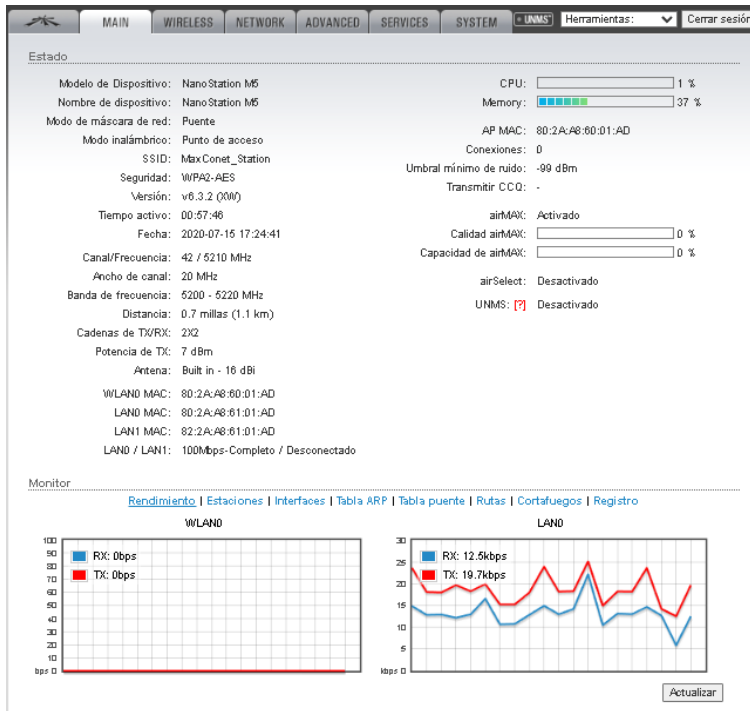 MAIN WIRELESS NETWORK ADVANCED SERVICES SYSTEM UNMS Herramientas: Cerrar sesión
Estado
Modelo de Dispositivo: NanoStation M5
Nombre de dispositivo: NanoStation M5
Modo de máscara de red: Puente
Modo inalámbrico: Punto de acceso
SSID: MaxConet_Station
Seguridad: WPA2-AES
Versión: v6.3.2 (XW)
Tiempo activo: 00:57:46
Fecha: 2020-07-15 17:24:41
Canal/Frecuencia: 42 / 5210 MHz
Ancho de canal: 20 MHz
Banda de frecuencia: 5200 - 5220 MHz
Distancia: 0.7 millas (1.1 km)
Cadenas de TX/RX: 2X2
Potencia de TX: 7 dBm
Antena: Built in - 16 dBi
WLAN0 MAC: 80:2A:A8:60:01:AD
LAN0 MAC: 80:2A:A8:61:01:AD
LAN1 MAC: 82:2A:A8:61:01:AD
LAN0 / LAN1: 100Mbps-Completo / Desconectado
CPU: 1 %
Memory: 37 %
AP MAC: 80:2A:A8:60:01:AD
Conexiones: 0
Umbral mínimo de ruido: -99 dBm
Transmitir CCQ: -
airMAX: Activado
Calidad airMAX: 0 %
Capacidad de airMAX: 0 %
airSelect: Desactivado
UNMS: [?] Desactivado
Monitor
Rendimiento | Estaciones | Interfaces | Tabla ARP | Tabla puente | Rutas | Cortafuegos | Registro
WLAN0
100
90
80
70
60
50
40
30
20
10
bps 0
RX: 0bps
TX: 0bps
LAN0
30
25
20
15
10
5
kbps 0
RX: 12.5kbps
TX: 19.7kbps
Actualizar